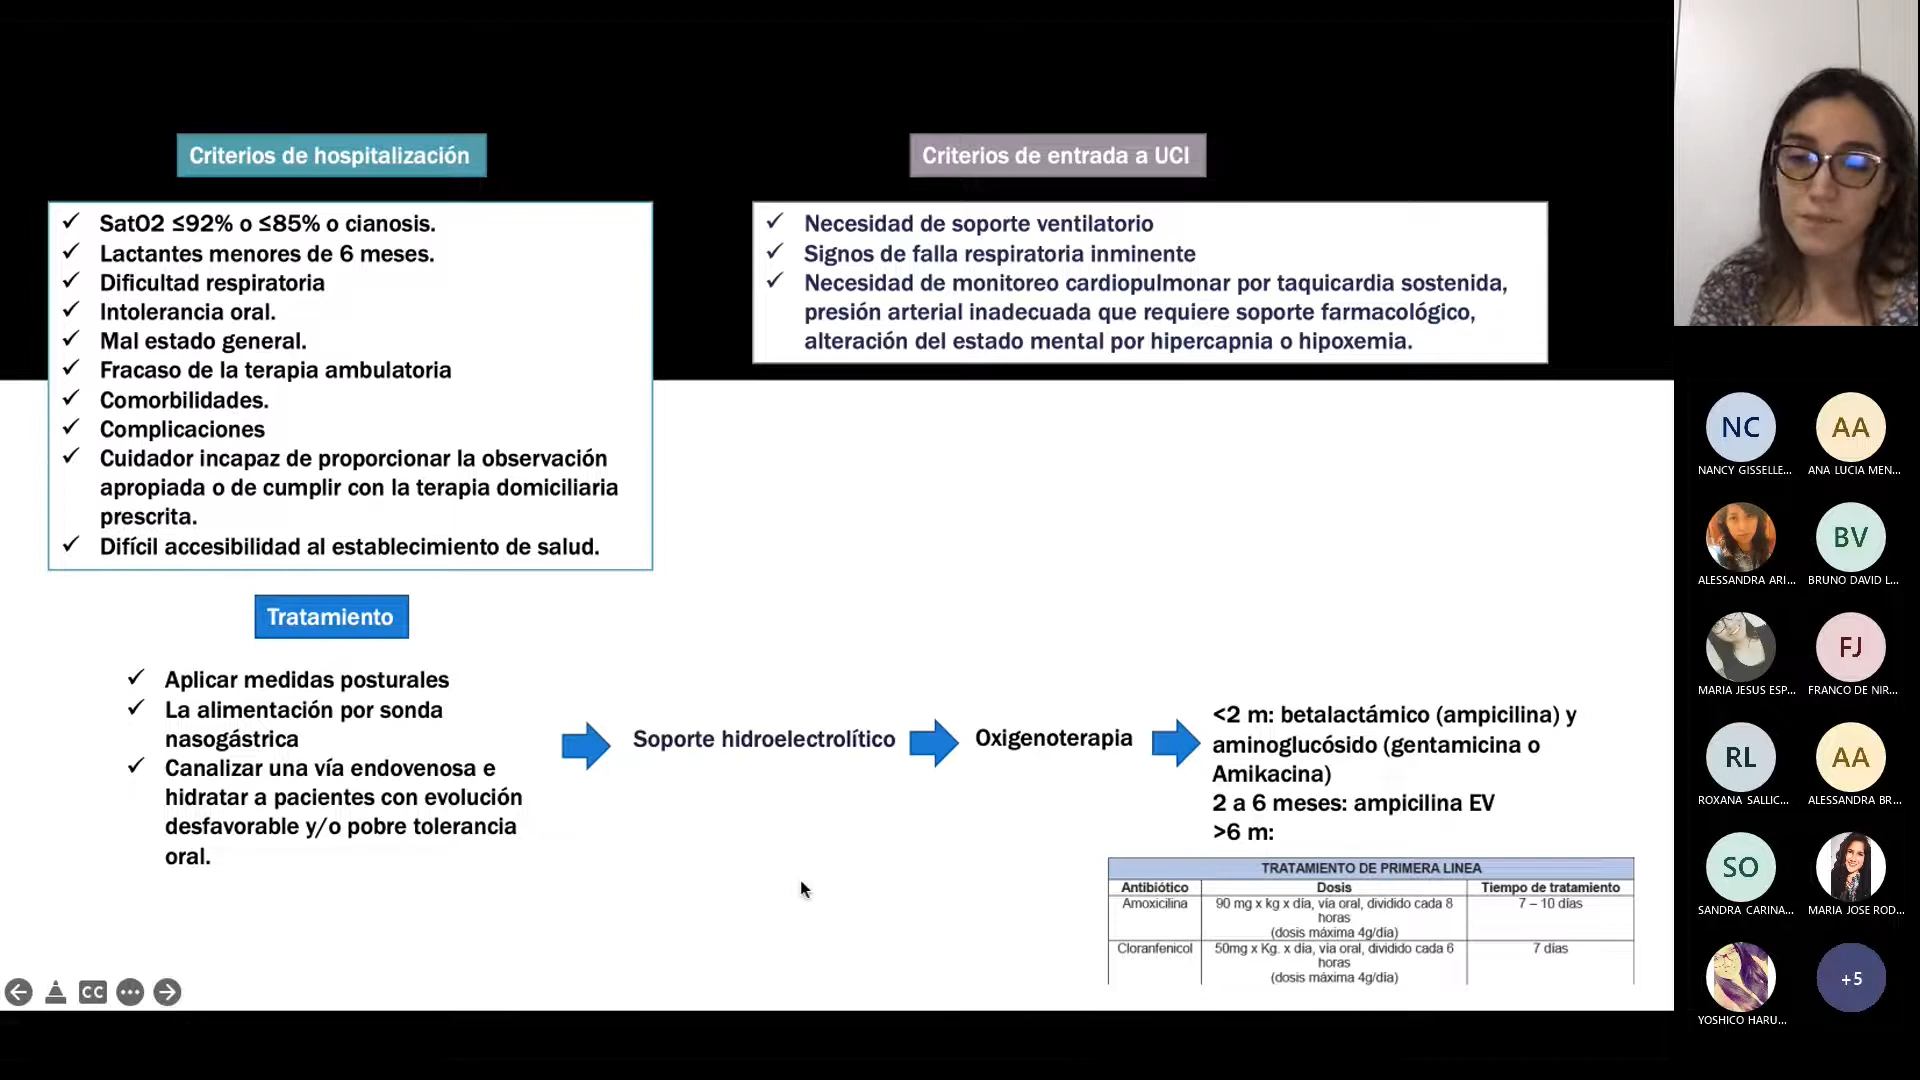 Criterios de hospitalización
✓ SatO2 ≤92% o ≤85% o cianosis.
✓ Lactantes menores de 6 meses.
✓ Dificultad respiratoria
✓ Intolerancia oral.
✓ Mal estado general.
✓ Fracaso de la terapia ambulatoria
✓ Comorbilidades.
✓ Complicaciones
✓ Cuidador incapaz de proporcionar la observación
apropiada o de cumplir con la terapia domiciliaria
prescrita.
✓ Difícil accesibilidad al establecimiento de salud.
Criterios de entrada a UCI
✓ Necesidad de soporte ventilatorio
✓ Signos de falla respiratoria inminente
✓ Necesidad de monitoreo cardiopulmonar por taquicardia sostenida,
presión arterial inadecuada que requiere soporte farmacológico,
alteración del estado mental por hipercapnia o hipoxemia.
Tratamiento
✓ Aplicar medidas posturales
✓ La alimentación por sonda
nasogástrica
✓ Canalizar una vía endovenosa e
hidratar a pacientes con evolución
desfavorable y/o pobre tolerancia
oral.
Soporte hidroelectrolítico
Oxigenoterapia
<2 m: betalactámico (ampicilina) y
aminoglucósido (gentamicina o
Amikacina)
2 a 6 meses: ampicilina EV
>6 m:
TRATAMIENTO DE PRIMERA LINEA
Antibiótico Dosis Tiempo de tratamiento
Amoxicilina 90 mg x kg x día, vía oral, dividido cada 8 7 – 10 días
horas
(dosis máxima 4g/día)
Cloranfenicol 50mg x Kg. x día, vía oral, dividido cada 6 7 días
horas
(dosis máxima 4g/día)
CC
NC AA
NANCY GISSELLE... ANA LUCIA MEN...
BV
ALESSANDRA ARI... BRUNO DAVID L...
FJ
MARIA JESUS ESP... FRANCO DE NIR...
RL AA
ROXANA SALLIC... ALESSANDRA BR...
SO
SANDRA CARINA... MARIA JOSE ROD...
+5
YOSHICO HARU...